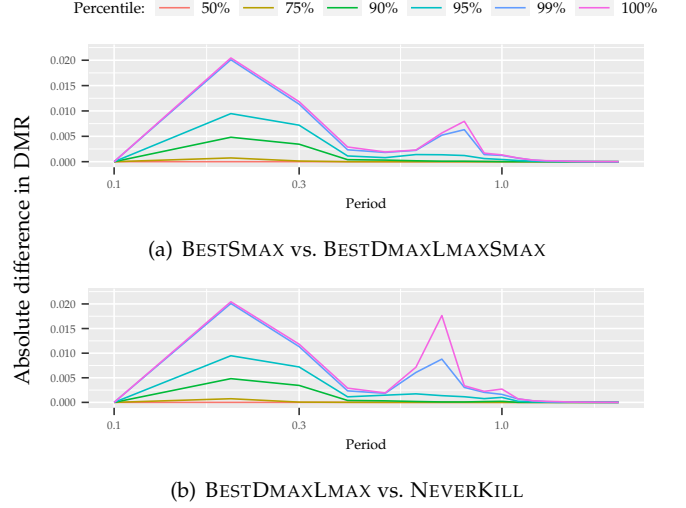 Percentile: 50% 75% 90% 95% 99% 100%
Absolute difference in DMR
0.020
0.015
0.010
0.005
0.000
0.1 0.3 1.0
Period
(a) BESTSMAX vs. BESTDMAXLMAXSMAX
0.020
0.015
0.010
0.005
0.000
0.1 0.3 1.0
Period
(b) BESTDMAXLMAX vs. NEVERKILL